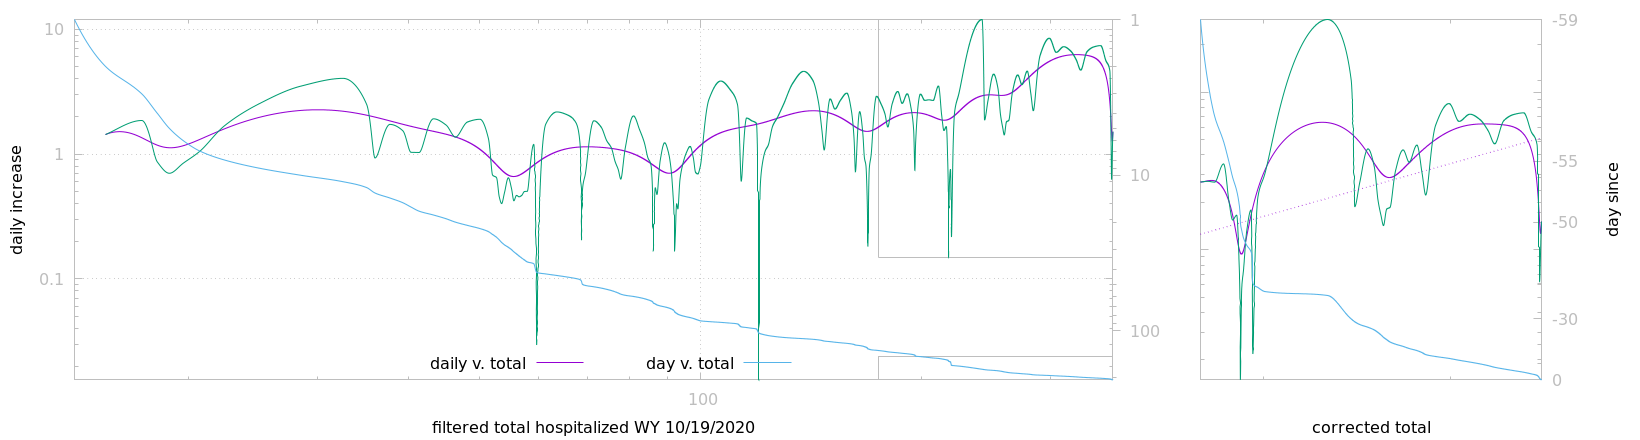 10
1
0.1
daily increase
1
10
100
daily v. total
day v. total
100
filtered total hospitalized WY 10/19/2020
-59
-55
-50
-30
0
day since
corrected total